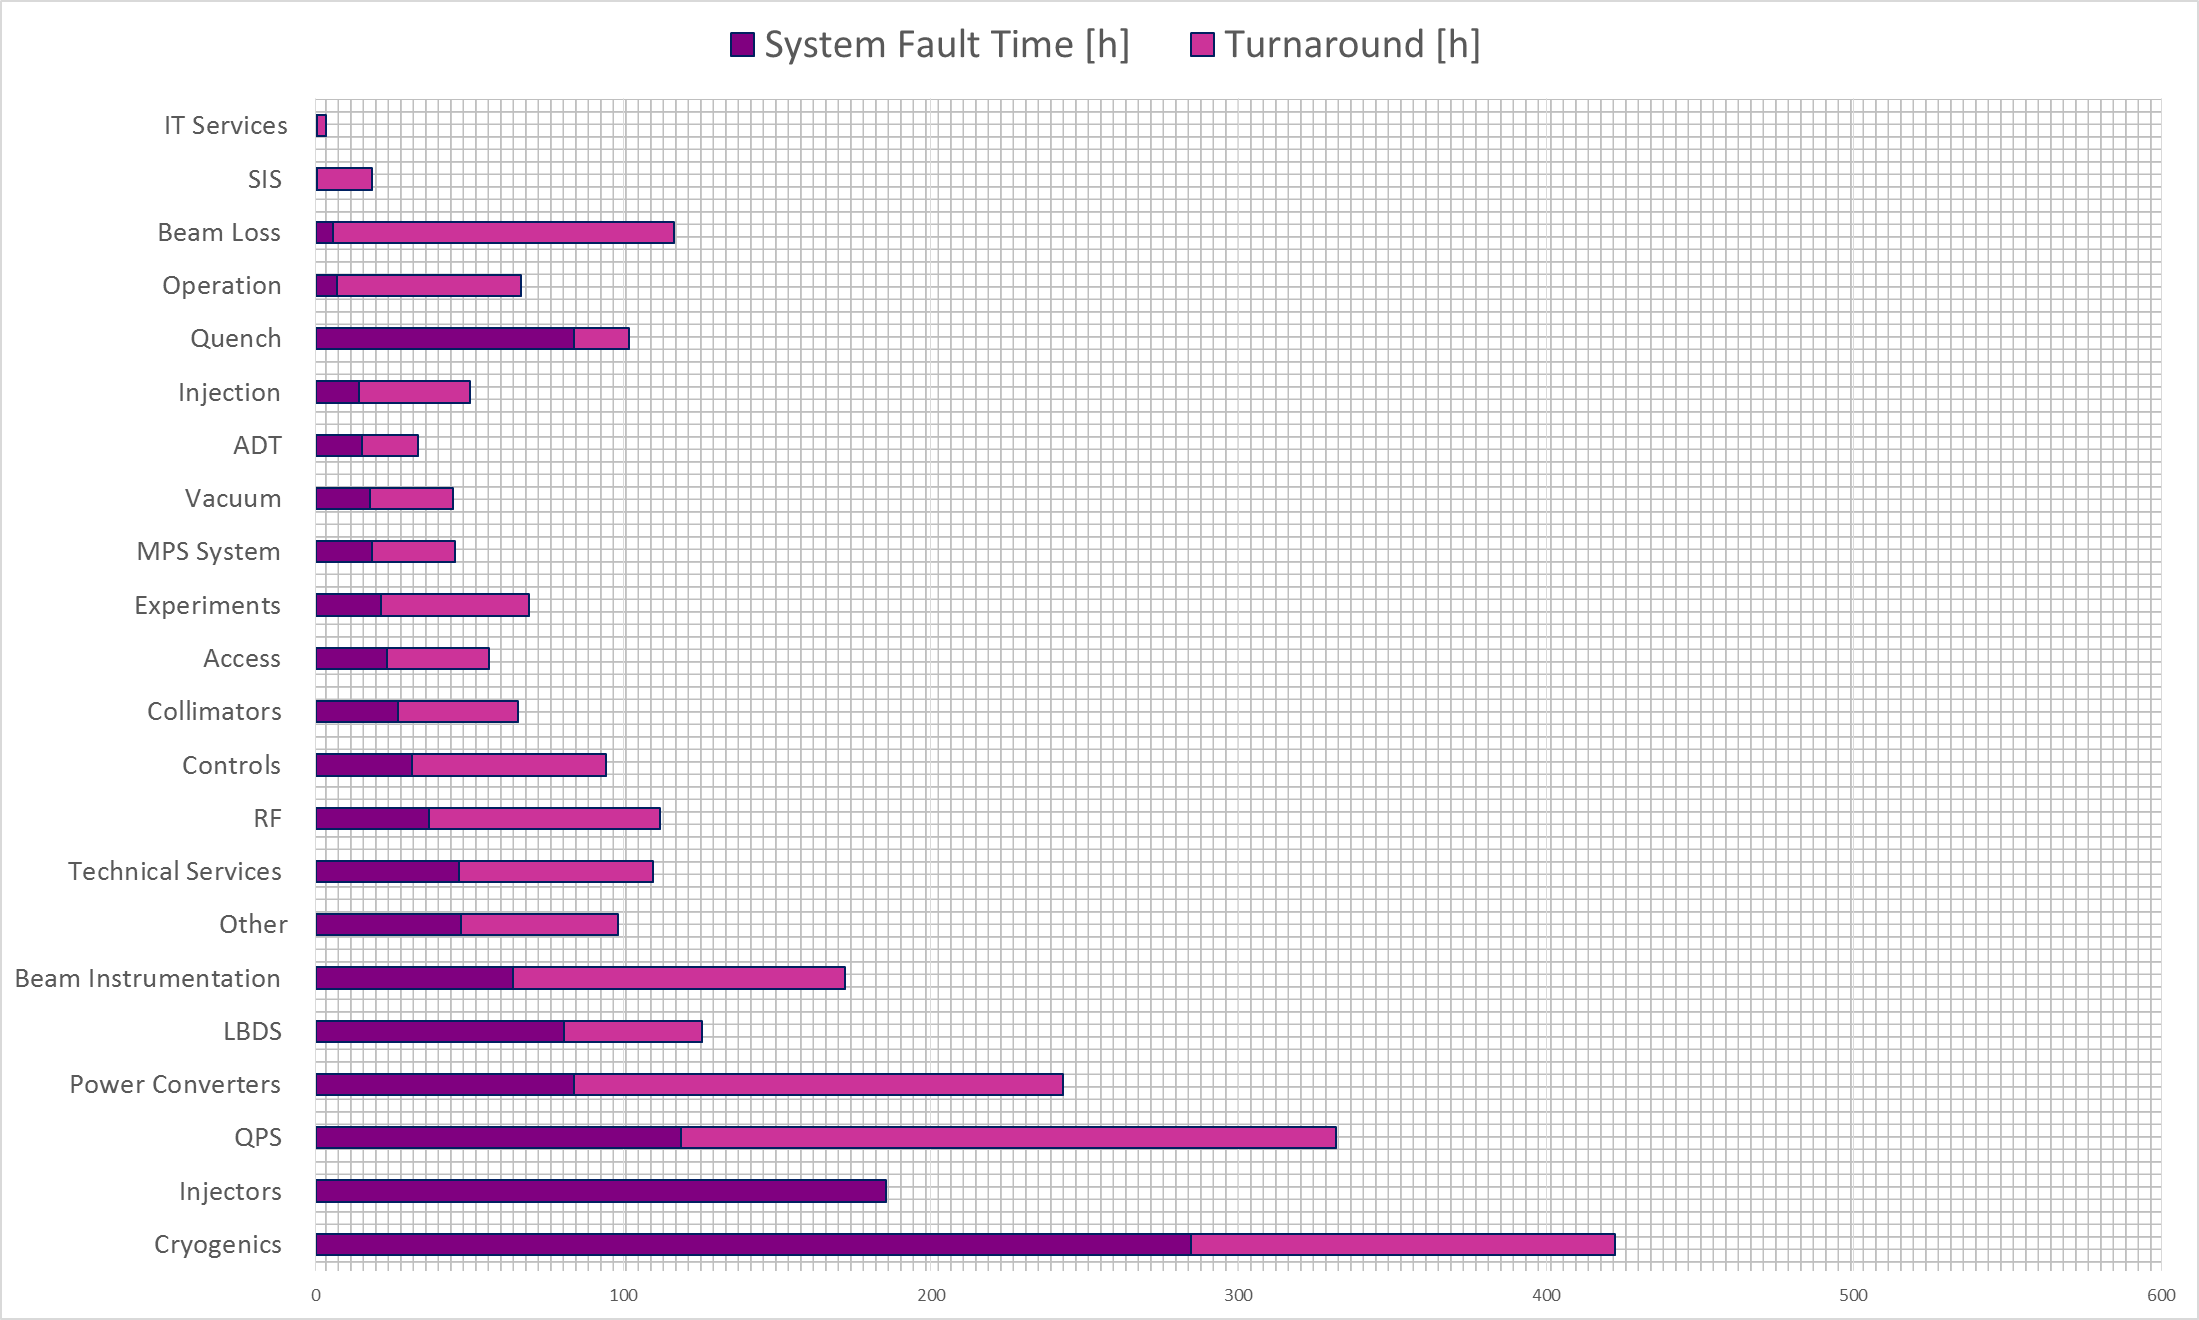 System Fault Time [h] Turnaround [h]
IT Services
SIS
Beam Loss
Operation
Quench
Injection
ADT
Vacuum
MPS System
Experiments
Access
Collimators
Controls
RF
Technical Services
Other
Beam Instrumentation
LBDS
Power Converters
QPS
Injectors
Cryogenics
0 100 200 300 400 500 600